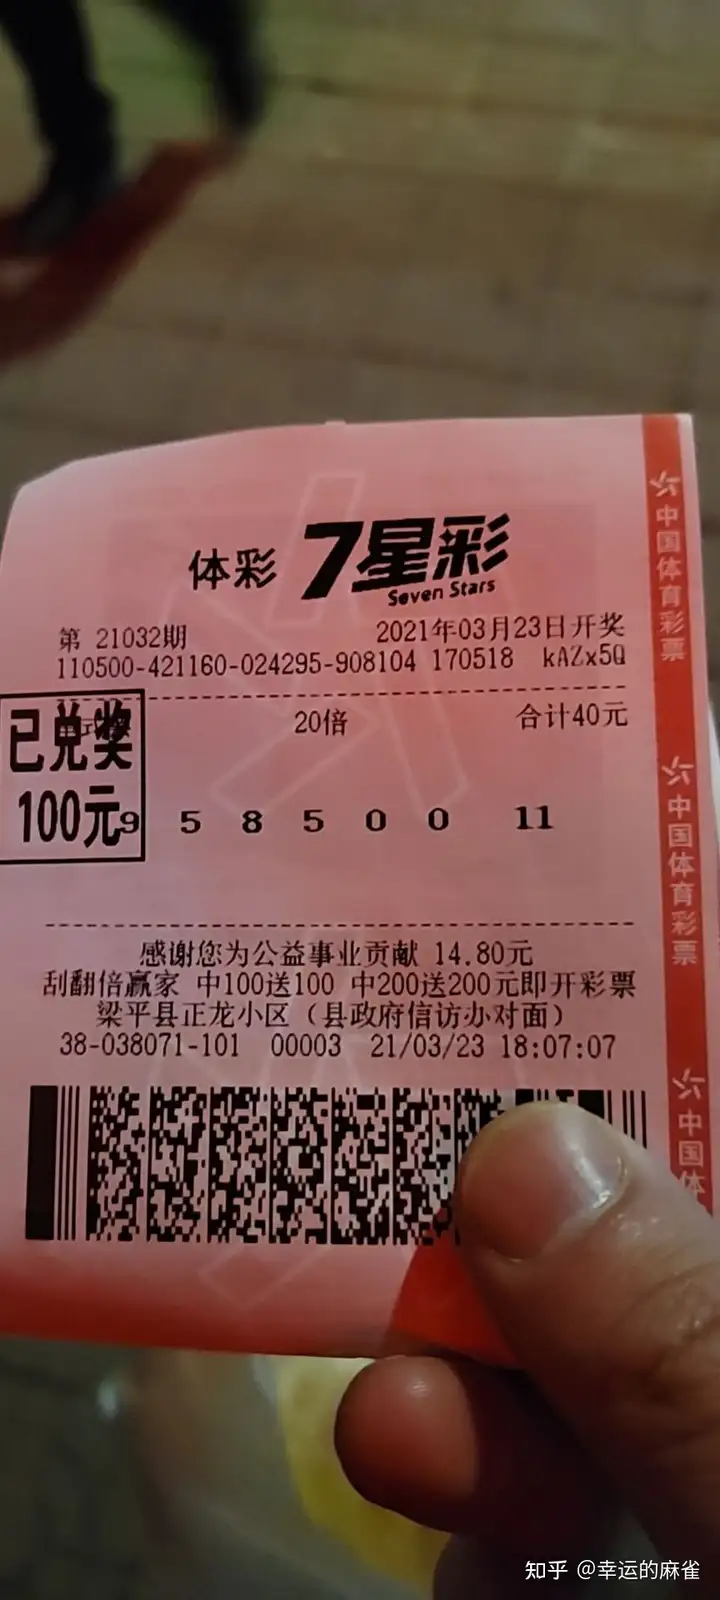 体彩 7星彩
Seven Stars
第 21032期 2021年03月23日开奖
110500-421160-024295-908104 170518 kAZx5Q
20倍 合计40元
已兑奖
100元
9 5 8 5 0 0 11
感谢您为公益事业贡献 14.80元
刮翻倍赢家 中100送100 中200送200元即开彩票
梁平县正龙小区（县政府信访办对面）
38-038071-101 00003 21/03/23 18:07:07
中国体育彩票
中国体育彩票
中国体
知乎 @幸运的麻雀